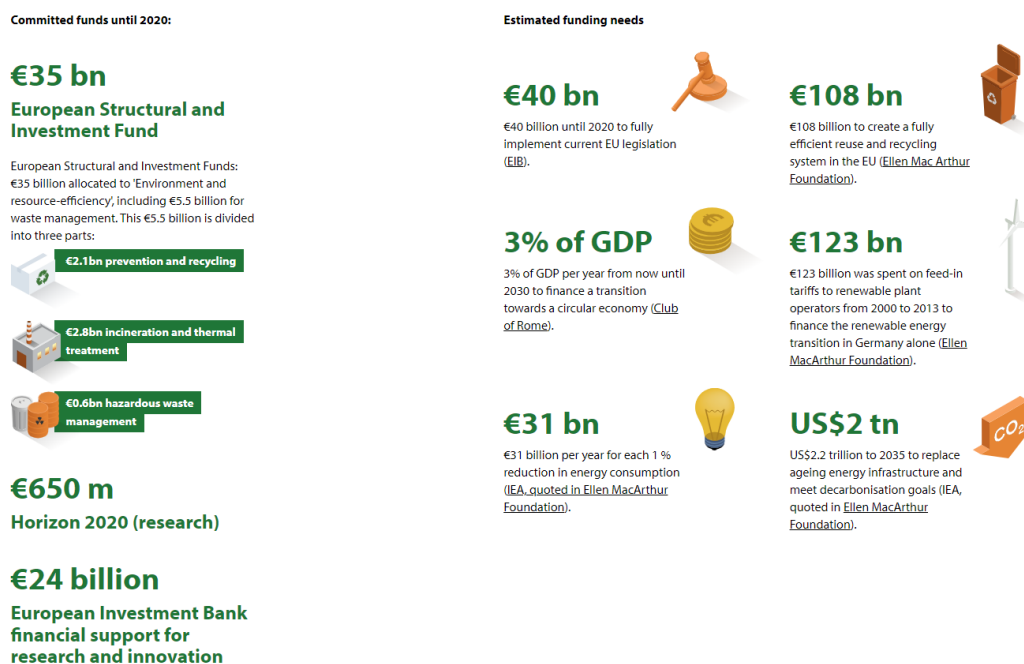 Committed funds until 2020:
€35 bn
European Structural and
Investment Fund
European Structural and Investment Funds:
€35 billion allocated to 'Environment and
resource-efficiency', including €5.5 billion for
waste management. This €5.5 billion is divided
into three parts:
€2.1bn prevention and recycling
€2.8bn incineration and thermal
treatment
€0.6bn hazardous waste
management
€650 m
Horizon 2020 (research)
€24 billion
European Investment Bank
financial support for
research and innovation
Estimated funding needs
€40 bn
€40 billion until 2020 to fully
implement current EU legislation
(EIB).
€108 bn
€108 billion to create a fully
efficient reuse and recycling
system in the EU (Ellen Mac Arthur
Foundation).
3% of GDP
3% of GDP per year from now until
2030 to finance a transition
towards a circular economy (Club
of Rome).
€123 bn
€123 billion was spent on feed-in
tariffs to renewable plant
operators from 2000 to 2013 to
finance the renewable energy
transition in Germany alone (Ellen
MacArthur Foundation).
€31 bn
€31 billion per year for each 1 %
reduction in energy consumption
(IEA, quoted in Ellen MacArthur
Foundation).
US$2 tn
US$2.2 trillion to 2035 to replace
ageing energy infrastructure and
meet decarbonisation goals (IEA,
quoted in Ellen MacArthur
Foundation).
CO2